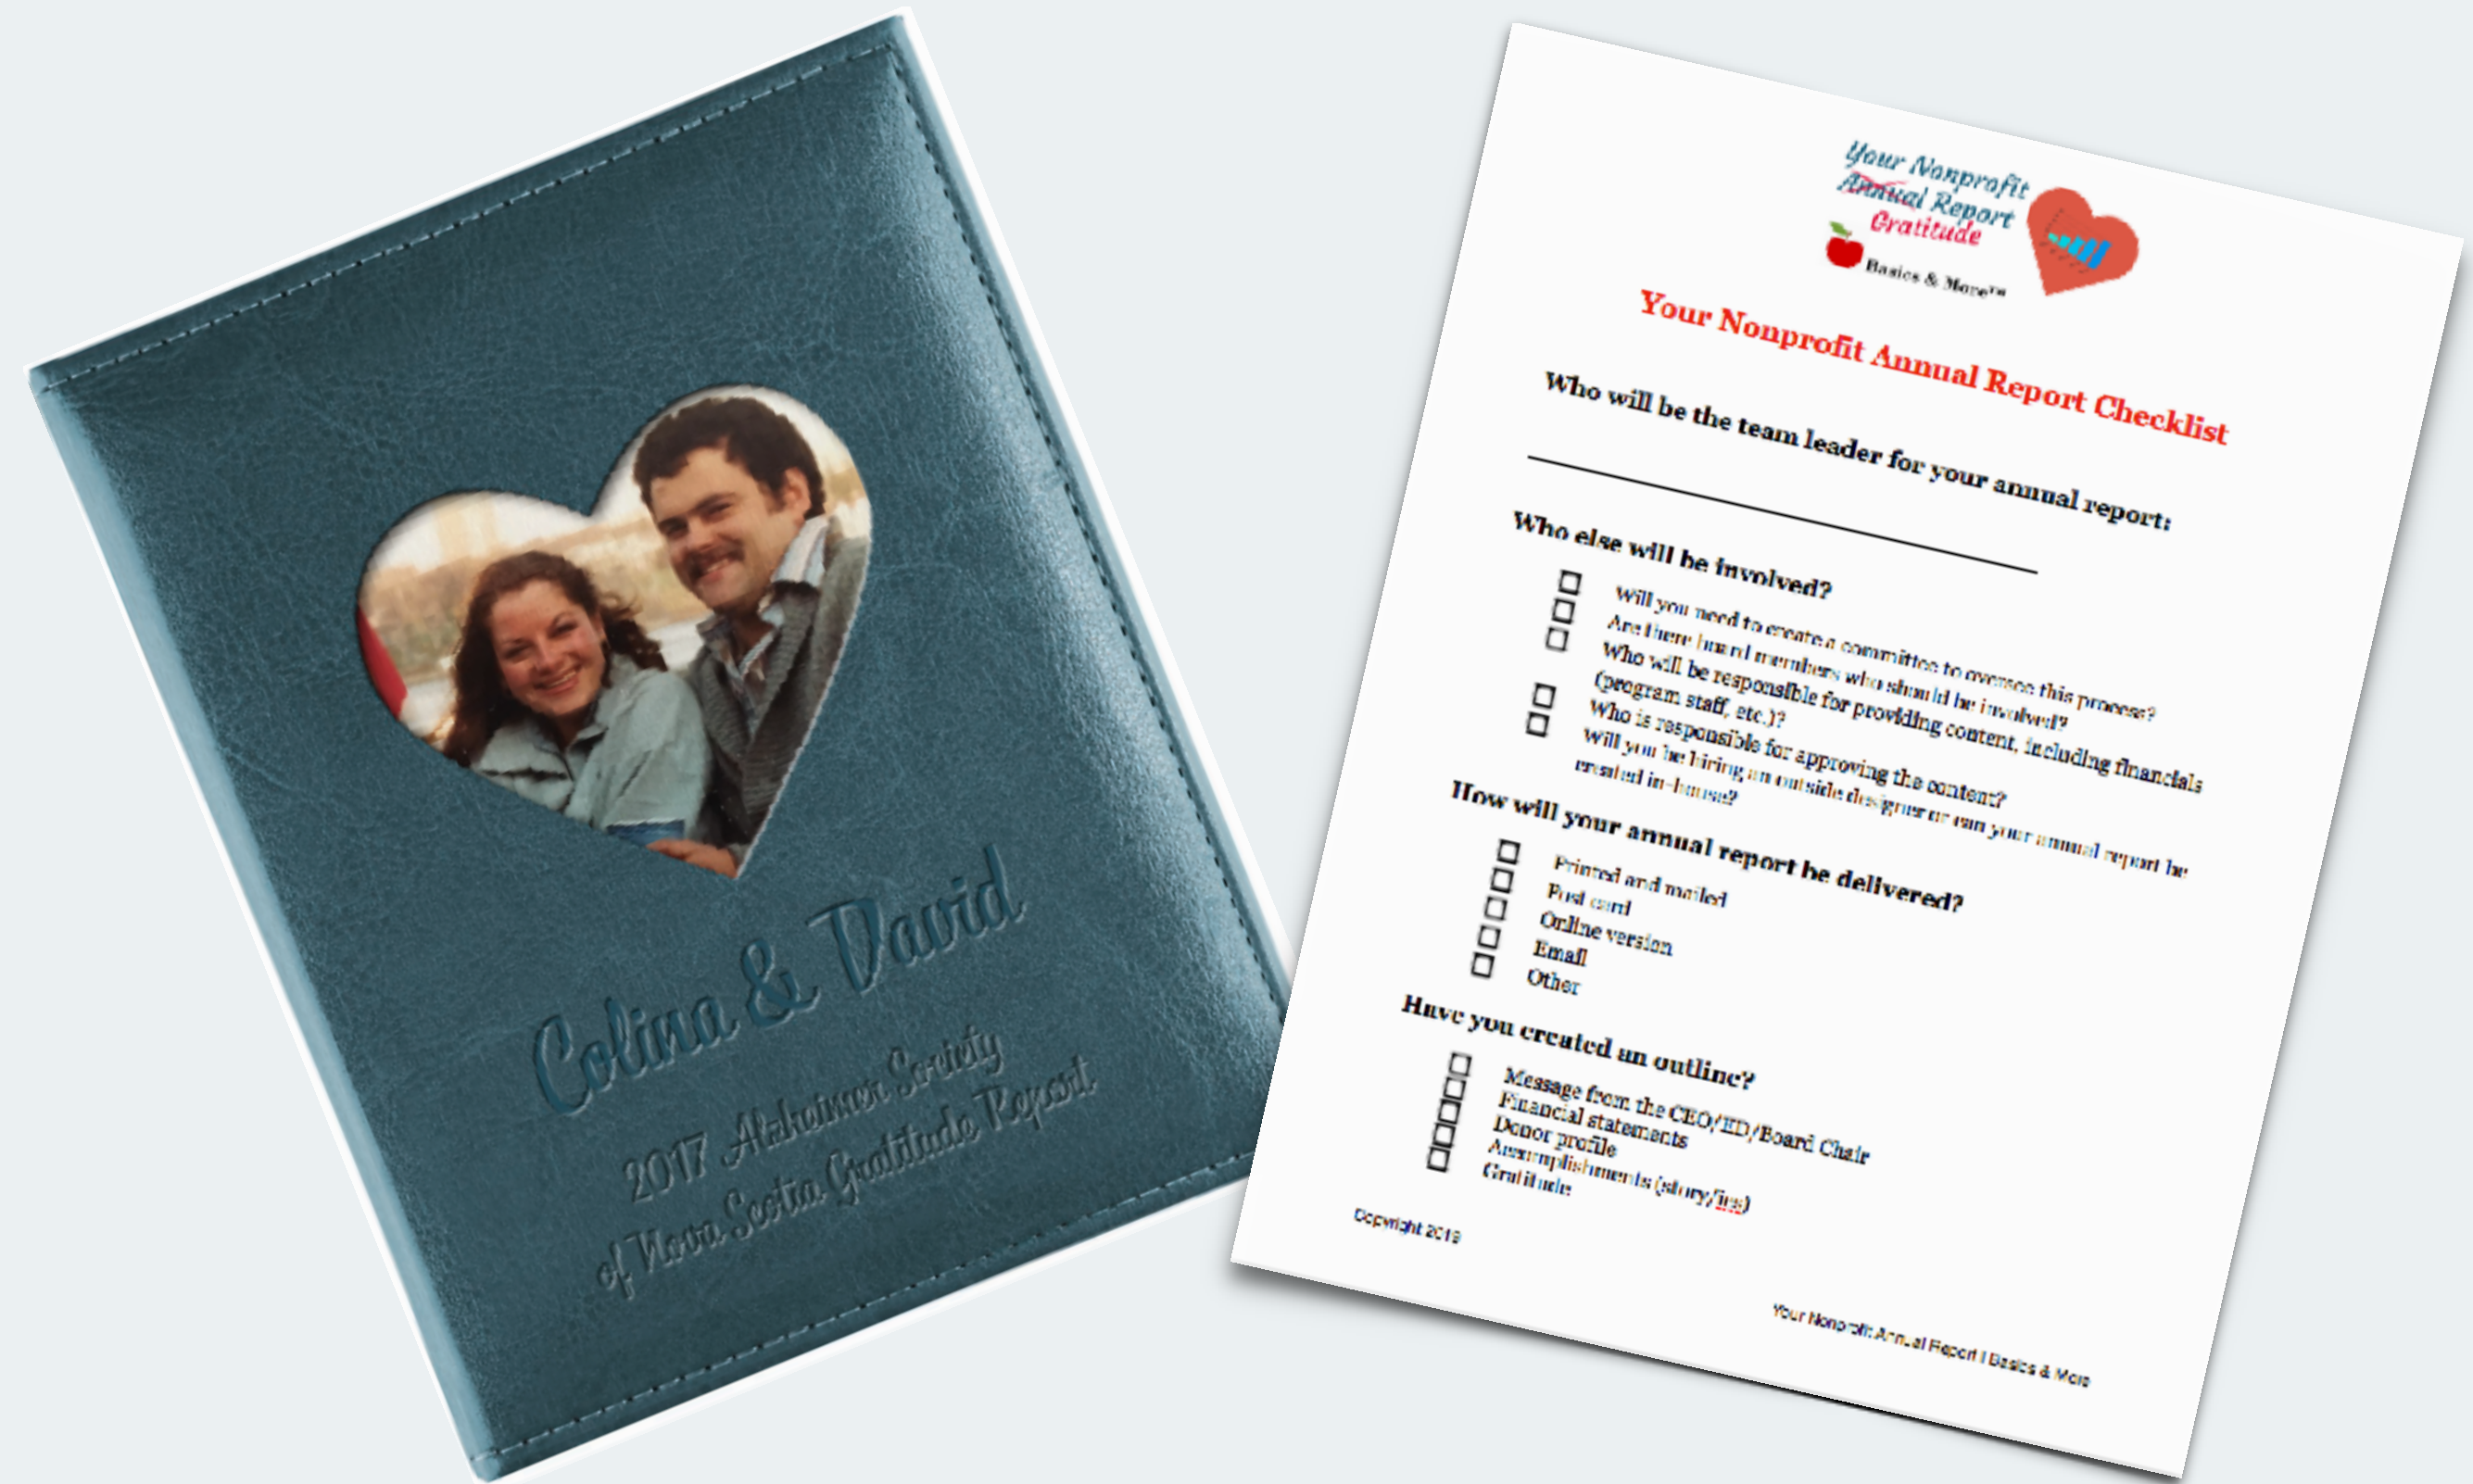 Colina & David
2017 Alzheimer Society
of Nova Scotia Gratitude Report
Your Nonprofit
Annual Report
Gratitude
Basics & More™
Your Nonprofit Annual Report Checklist
Who will be the team leader for your annual report:
Who else will be involved?
Will you need to create a committee to oversee this process?
Are there board members who should be involved?
Who will be responsible for providing content, including financials
(program staff, etc.)?
Who is responsible for approving the content?
Will you be hiring an outside designer or can your annual report be
created in-house?
How will your annual report be delivered?
Printed and mailed
Post card
Online version
Email
Other
Have you created an outline?
Message from the CEO/ED/Board Chair
Financial statements
Donor profile
Accomplishments (story/ies)
Gratitude
Copyright 2019
Your Nonprofit Annual Report | Basics & More